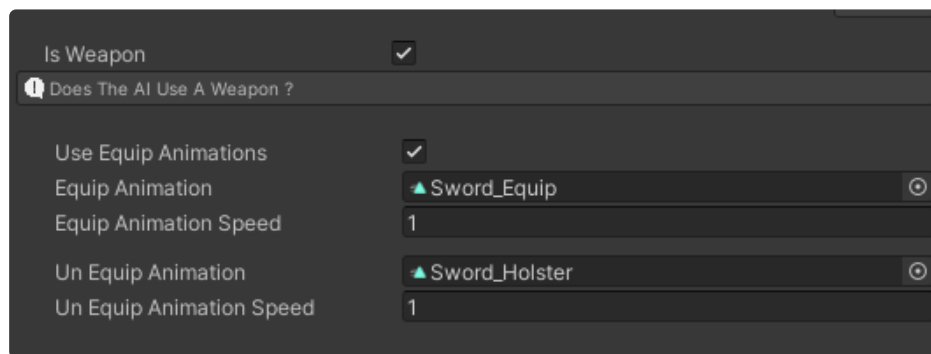 Is Weapon
Does The AI Use A Weapon ?
Use Equip Animations
Equip Animation Sword_Equip
Equip Animation Speed 1
Un Equip Animation Sword_Holster
Un Equip Animation Speed 1